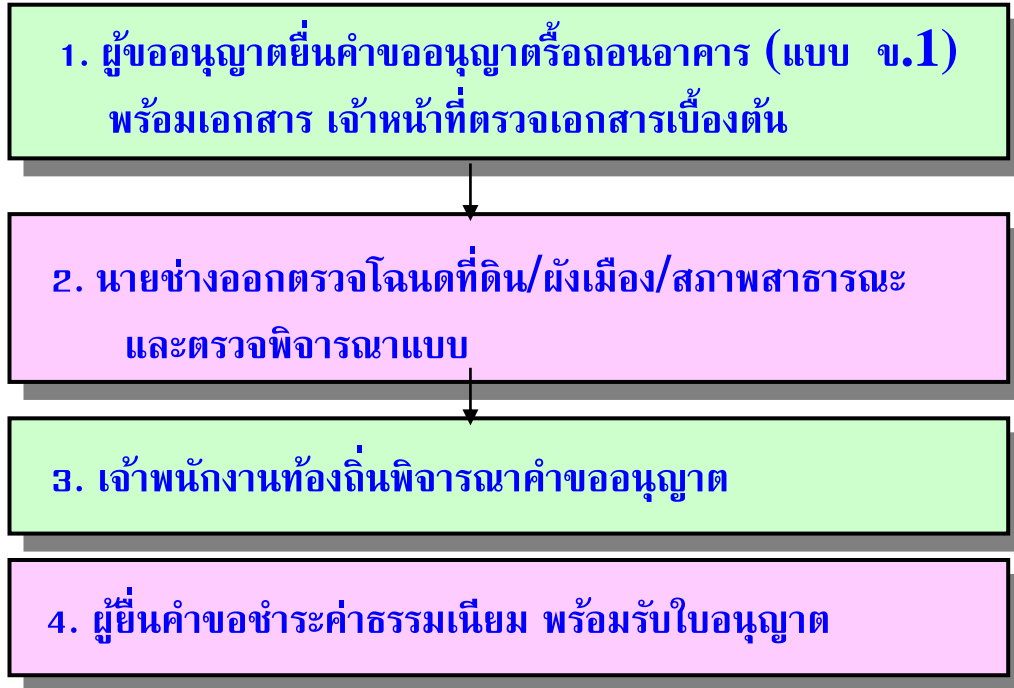 1. ผู้ขออนุญาตยื่นคำขออนุญาตรื้อถอนอาคาร (แบบ ข.1)
พร้อมเอกสาร เจ้าหน้าที่ตรวจเอกสารเบื้องต้น
2. นายช่างออกตรวจโฉนดที่ดิน/ผังเมือง/สภาพสาธารณะ
และตรวจพิจารณาแบบ
3. เจ้าพนักงานท้องถิ่นพิจารณาคำขออนุญาต
4. ผู้ยื่นคำขอชำระค่าธรรมเนียม พร้อมรับใบอนุญาต